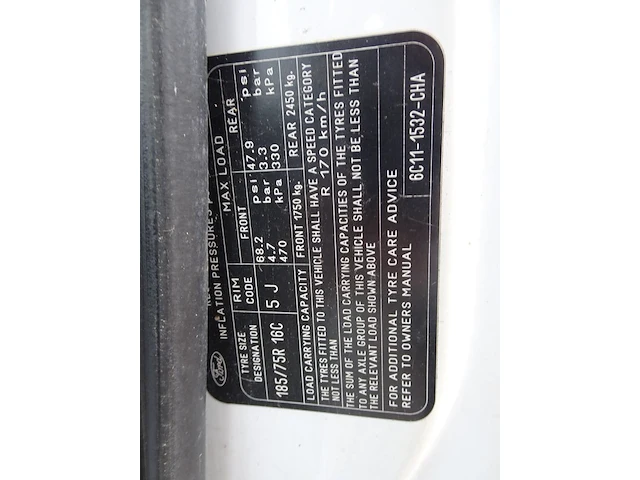 Ford
INFLATION PRESSURES
TYRE SIZE DESIGNATION RIM CODE MAX LOAD
FRONT REAR
185/75R 16C 5 J 68.2 psi 47.9 psi
4.7 bar 3.3 bar
470 kPa 330 kPa
LOAD CARRYING CAPACITY FRONT 1750 kg. REAR 2450 kg.
THE TYRES FITTED TO THIS VEHICLE SHALL HAVE A SPEED CATEGORY
NOT LESS THAN R 170 km/h
THE SUM OF THE LOAD CARRYING CAPACITIES OF THE TYRES FITTED
TO ANY AXLE GROUP OF THIS VEHICLE SHALL NOT BE LESS THAN
THE RELEVANT LOAD SHOWN ABOVE
FOR ADDITIONAL TYRE CARE ADVICE
REFER TO OWNERS MANUAL 6C11-1532-CHA